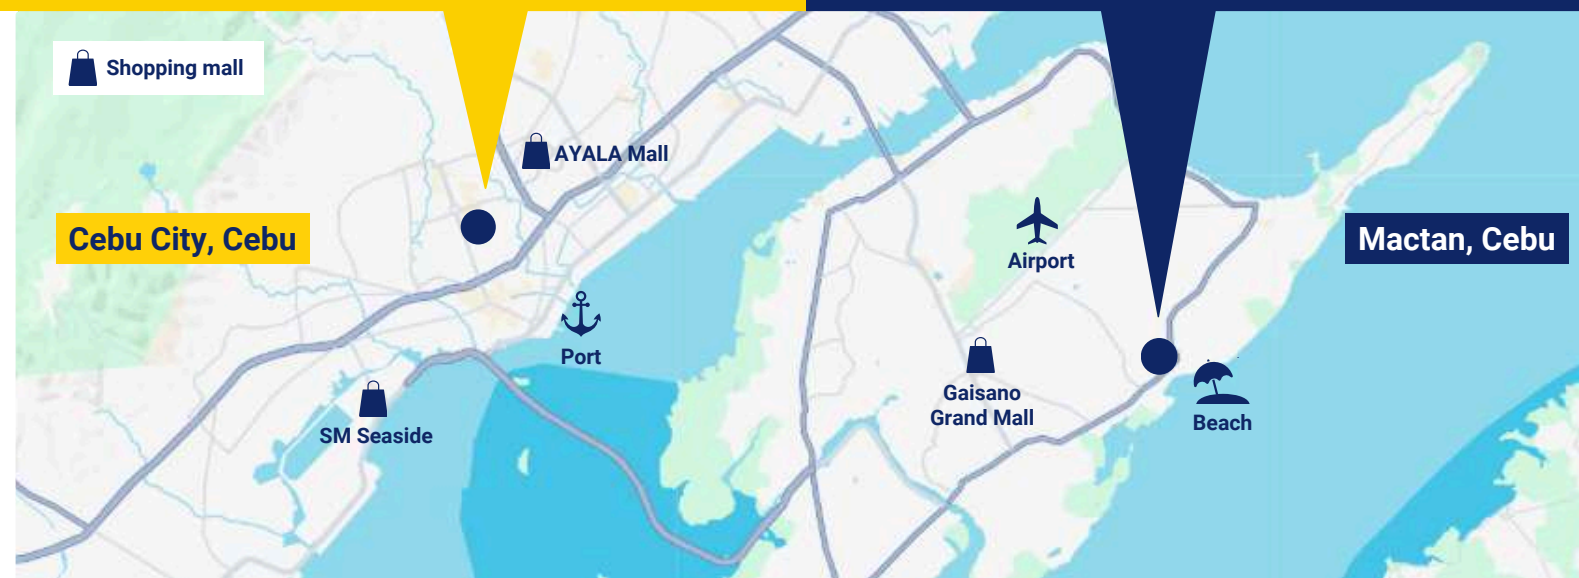 Shopping mall
AYALA Mall
Cebu City, Cebu
Mactan, Cebu
Airport
Port
Gaisano
Grand Mall
SM Seaside
Beach